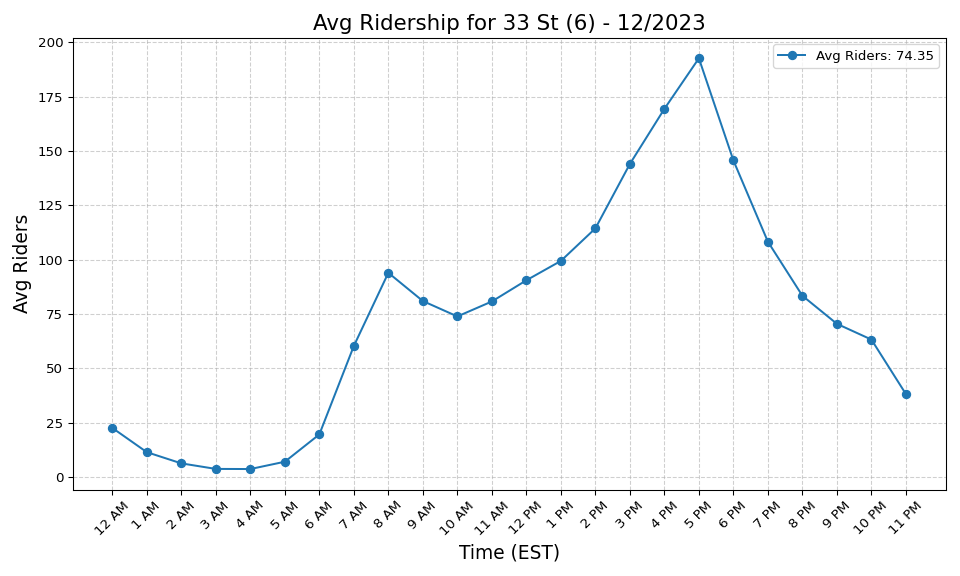 Avg Ridership for 33 St (6) - 12/2023
Avg Riders: 74.35
Avg Riders
200
175
150
125
100
75
50
25
0
12 AM
1 AM
2 AM
3 AM
4 AM
5 AM
6 AM
7 AM
8 AM
9 AM
10 AM
11 AM
12 PM
1 PM
2 PM
3 PM
4 PM
5 PM
6 PM
7 PM
8 PM
9 PM
10 PM
11 PM
Time (EST)